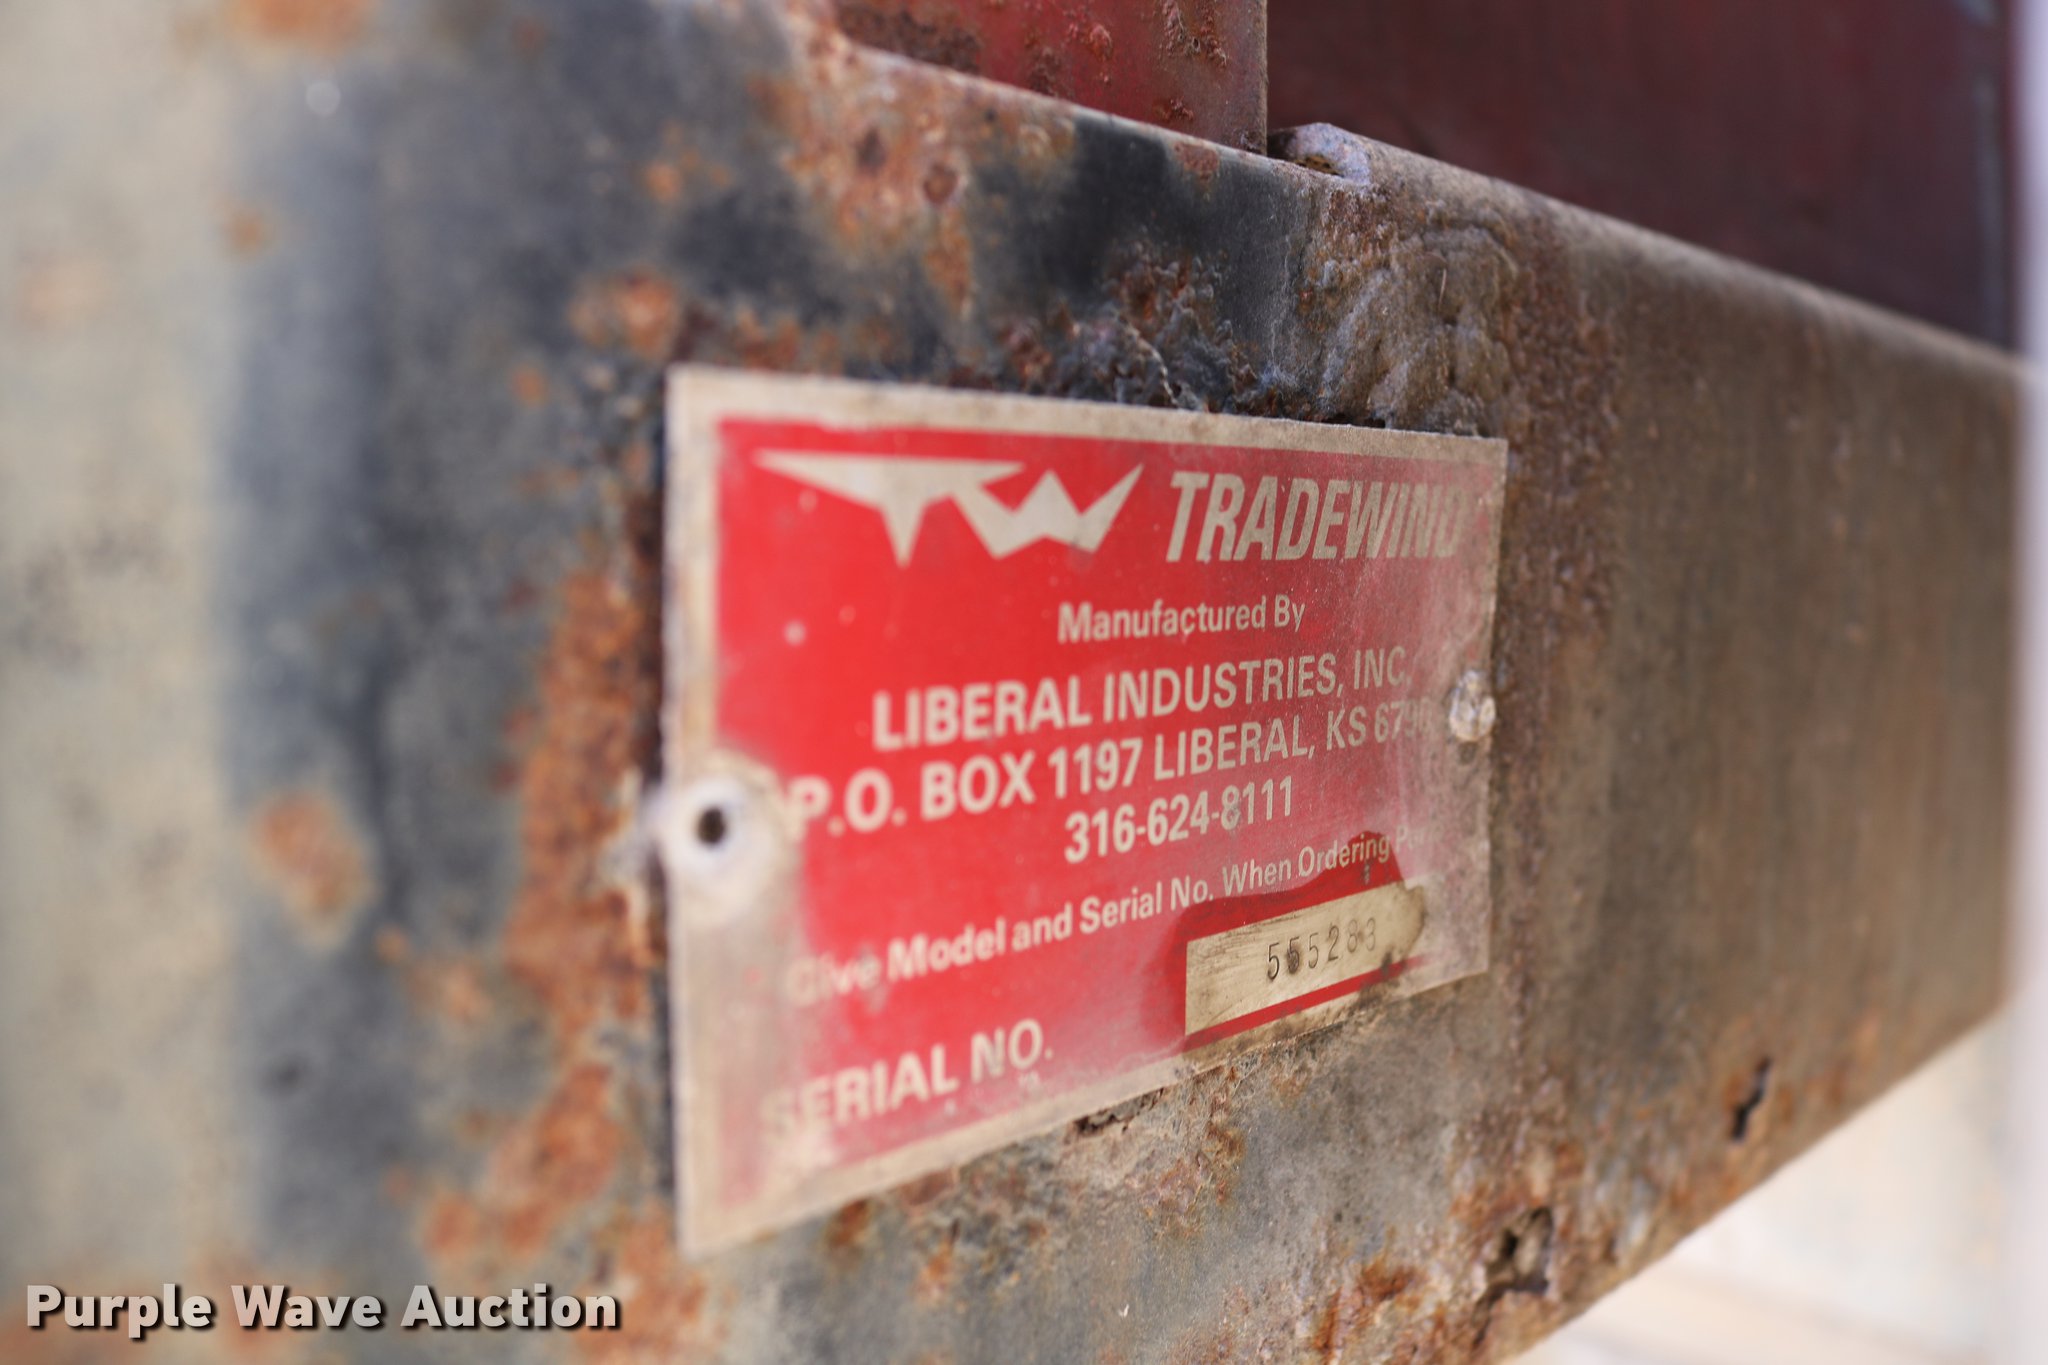 TW TRADEWIND
Manufactured By
LIBERAL INDUSTRIES, INC.
P.O. BOX 1197 LIBERAL, KS
316-624-8111
Give Model and Serial No. When Ordering
555283
SERIAL NO.
Purple Wave Auction